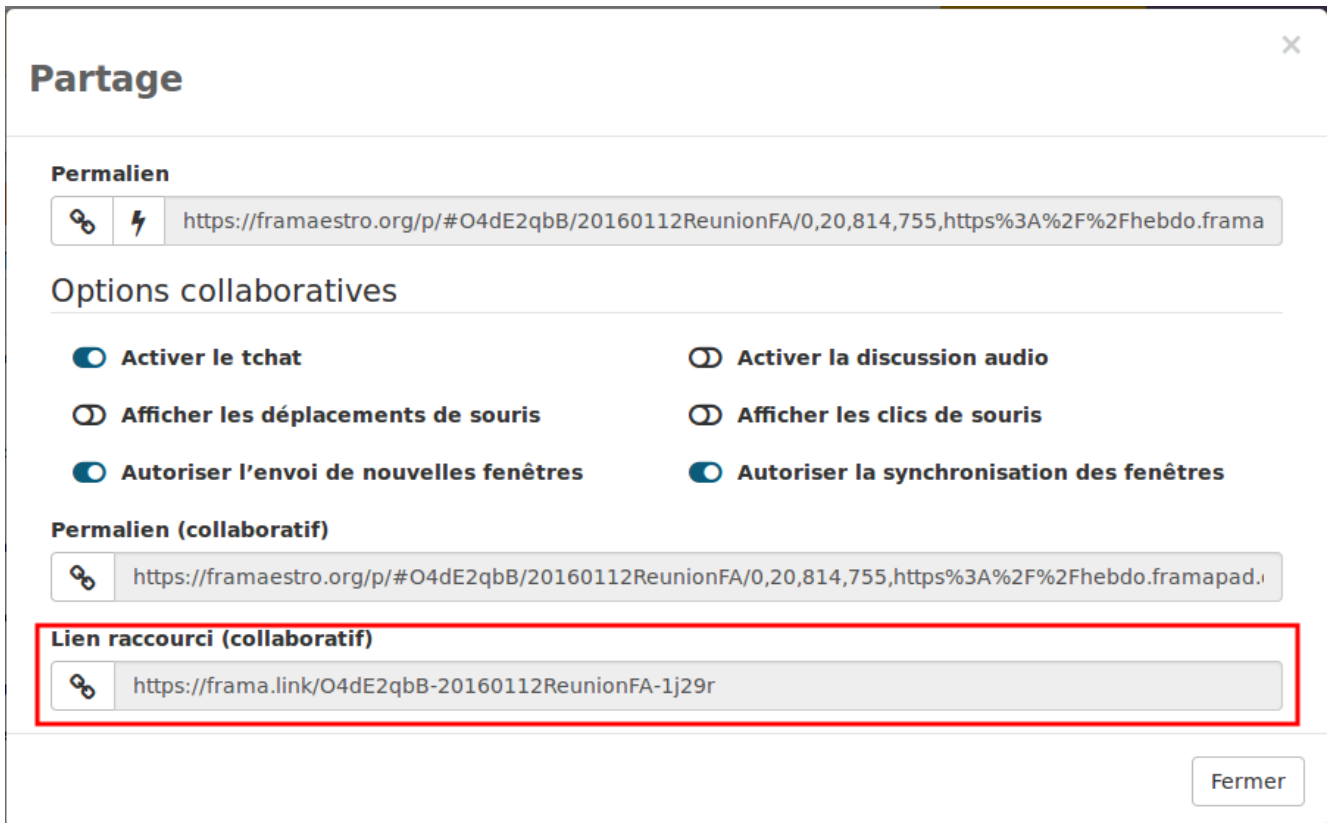 Partage
Permalien
https://framaestro.org/p/#O4dE2qbB/20160112ReunionFA/0,20,814,755,https%3A%2F%2Fhebdo.frama
Options collaboratives
Activer le tchat
Activer la discussion audio
Afficher les déplacements de souris
Afficher les clics de souris
Autoriser l’envoi de nouvelles fenêtres
Autoriser la synchronisation des fenêtres
Permalien (collaboratif)
https://framaestro.org/p/#O4dE2qbB/20160112ReunionFA/0,20,814,755,https%3A%2F%2Fhebdo.framapad.
Lien raccourci (collaboratif)
https://frama.link/O4dE2qbB-20160112ReunionFA-1j29r
Fermer